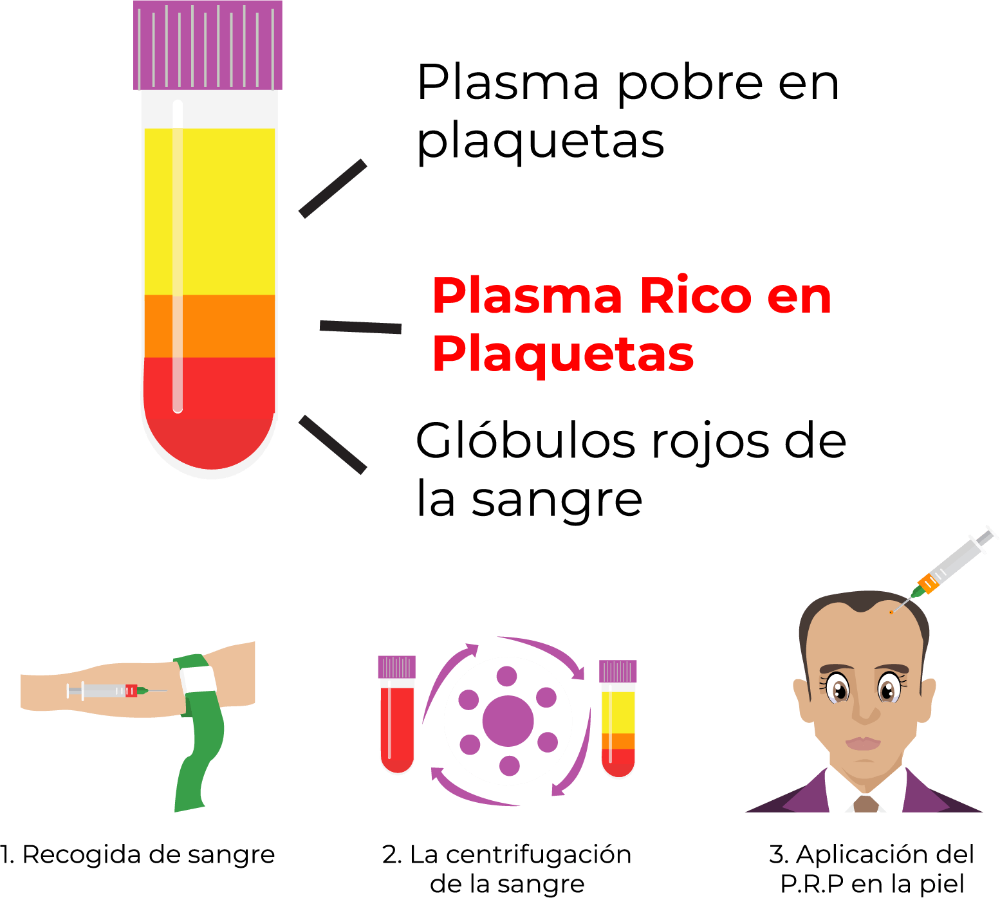 Plasma pobre en
plaquetas
Plasma Rico en
Plaquetas
Glóbulos rojos de
la sangre
1. Recogida de sangre
2. La centrifugación
de la sangre
3. Aplicación del
P.R.P en la piel